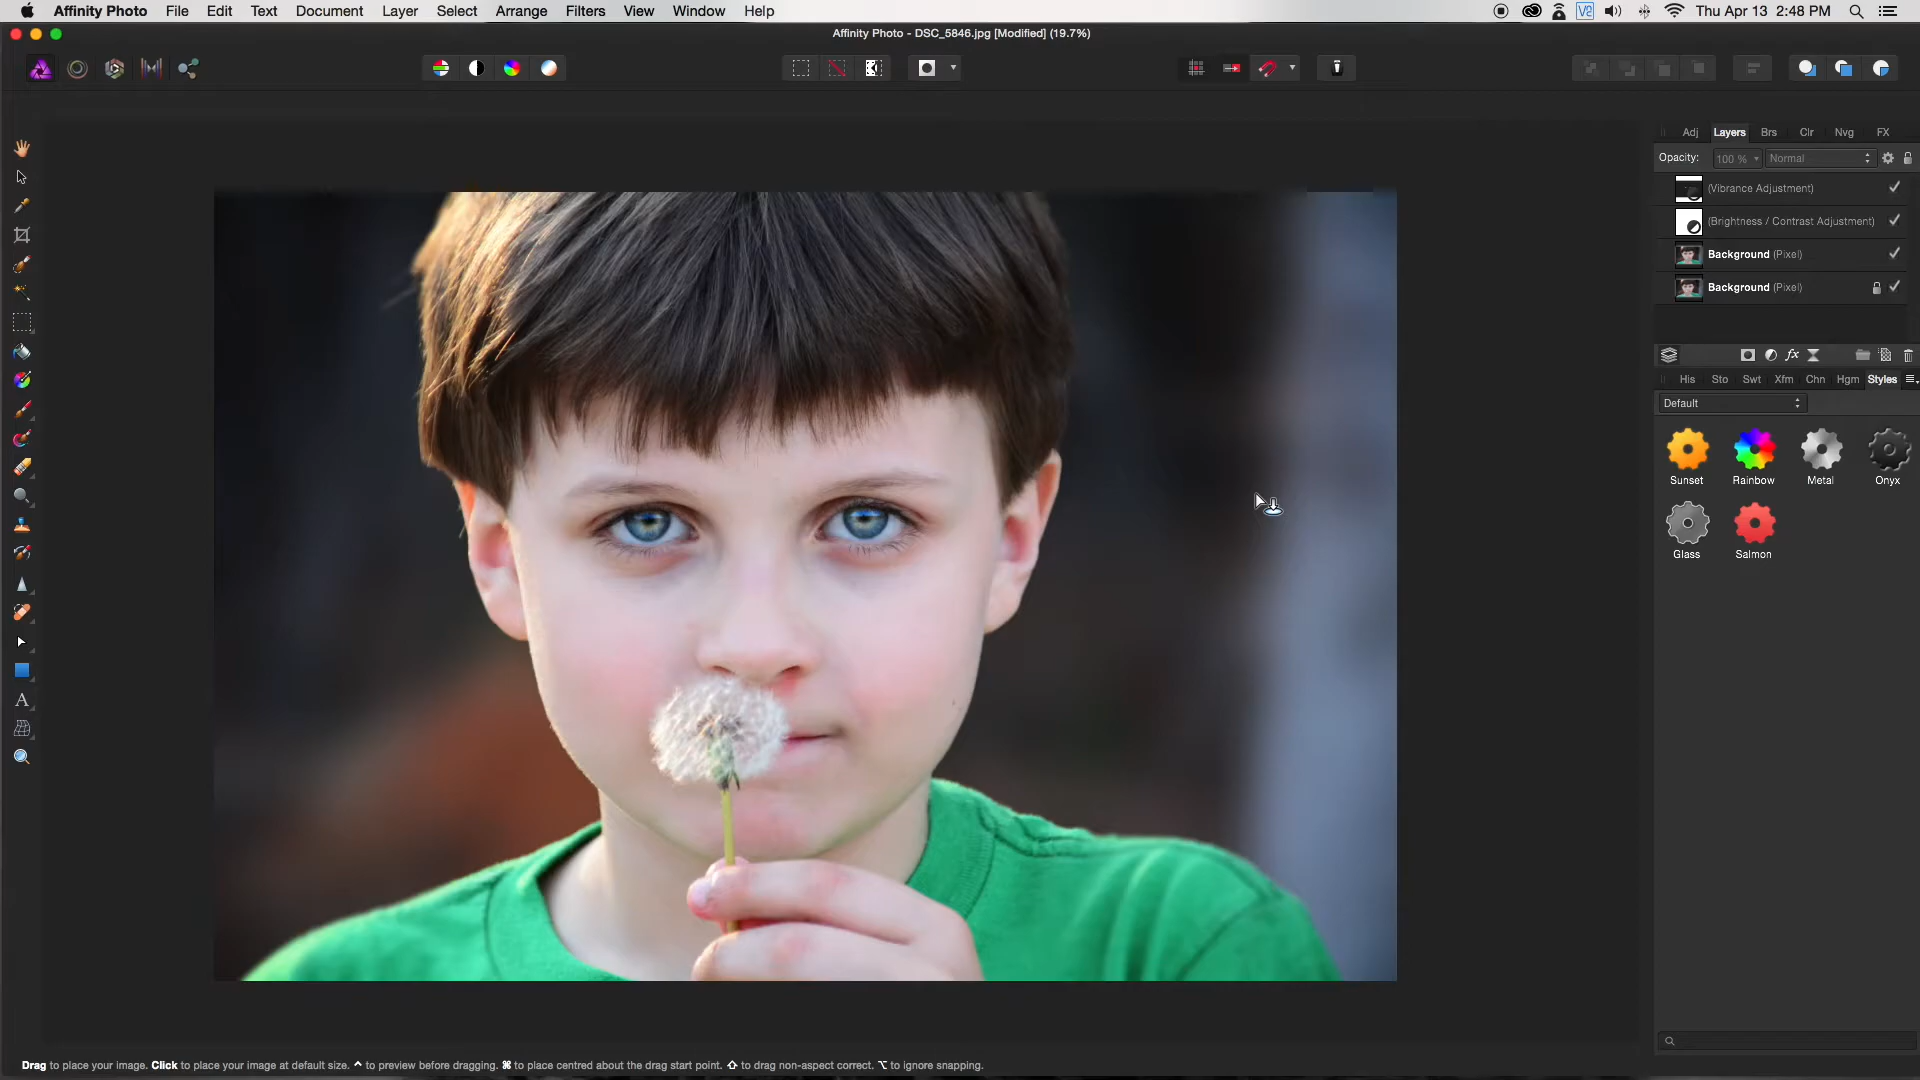 Affinity Photo File Edit Text Document Layer Select Arrange Filters View Window Help Thu Apr 13 2:48 PM
Affinity Photo - DSC_5846.jpg [Modified] (19.7%)
Adj Layers Brs Clr Nvg FX
Opacity: 100 % Normal
(Vibrance Adjustment)
(Brightness / Contrast Adjustment)
Background (Pixel)
Background (Pixel)
fx
His Sto Swt Xfm Chn Hgm Styles
Default
Sunset Rainbow Metal Onyx
Glass Salmon
A
Drag to place your image. Click to place your image at default size. ^ to preview before dragging. ⌘ to place centred about the drag start point. ⇧ to drag non-aspect correct. ⌥ to ignore snapping.